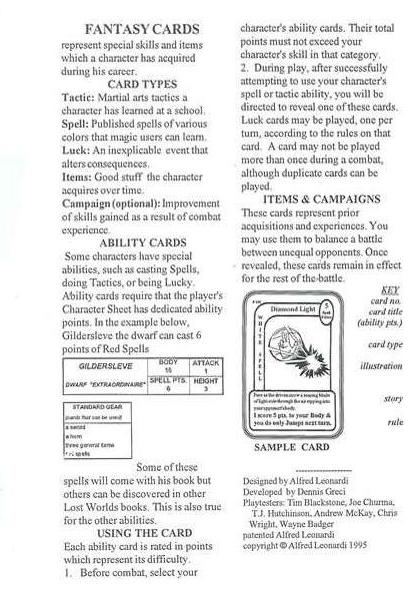 FANTASY CARDS
represent special skills and items
which a character has acquired
during his career.
CARD TYPES
Tactic: Martial arts tactics a
character has learned at a school.
Spell: Published spells of various
colors that magic users can learn.
Luck: An inexplicable event that
alters consequences.
Items: Good stuff the character
acquires over time.
Campaign (optional): Improvement
of skills gained as a result of combat
experience.
ABILITY CARDS
Some characters have special
abilities, such as casting Spells,
doing Tactics, or being Lucky.
Ability cards require that the player's
Character Sheet has dedicated ability
points. In the example below,
Gildersleve the dwarf can cast 6
points of Red Spells
GILDERSLEVE
BODY
16
ATTACK
1
DWARF "EXTRAORDINAIRE"
SPELL PTS.
6
HEIGHT
3
STANDARD GEAR
a sword
a horn
three general items
spells
Some of these
spells will come with his book but
others can be discovered in other
Lost Worlds books. This is also true
for the other abilities.
USING THE CARD
Each ability card is rated in points
which represent its difficulty.
1. Before combat, select your
character's ability cards. Their total
points must not exceed your
character's skill in that category.
2. During play, after successfully
attempting to use your character's
spell or tactic ability, you will be
directed to reveal one of these cards.
Luck cards may be played, one per
turn, according to the rules on that
card. A card may not be played
more than once during a combat,
although duplicate cards can be
played.
ITEMS & CAMPAIGNS
These cards represent prior
acquisitions and experiences. You
may use them to balance a battle
between unequal opponents. Once
revealed, these cards remain in effect
for the rest of the battle.
Diamond Light
5
WHITE SPELL
I score 5 pts. to your Body &
you do only Jumps next turn.
SAMPLE CARD
KEY
card no.
card title
(ability pts.)
card type
illustration
story
rule
Designed by Alfred Leonardi
Developed by Dennis Greci
Playtesters: Tim Blackstone, Joe Churma,
T.J. Hutchinson, Andrew McKay, Chris
Wright, Wayne Badger
patented Alfred Leonardi
copyright © Alfred Leonardi 1995